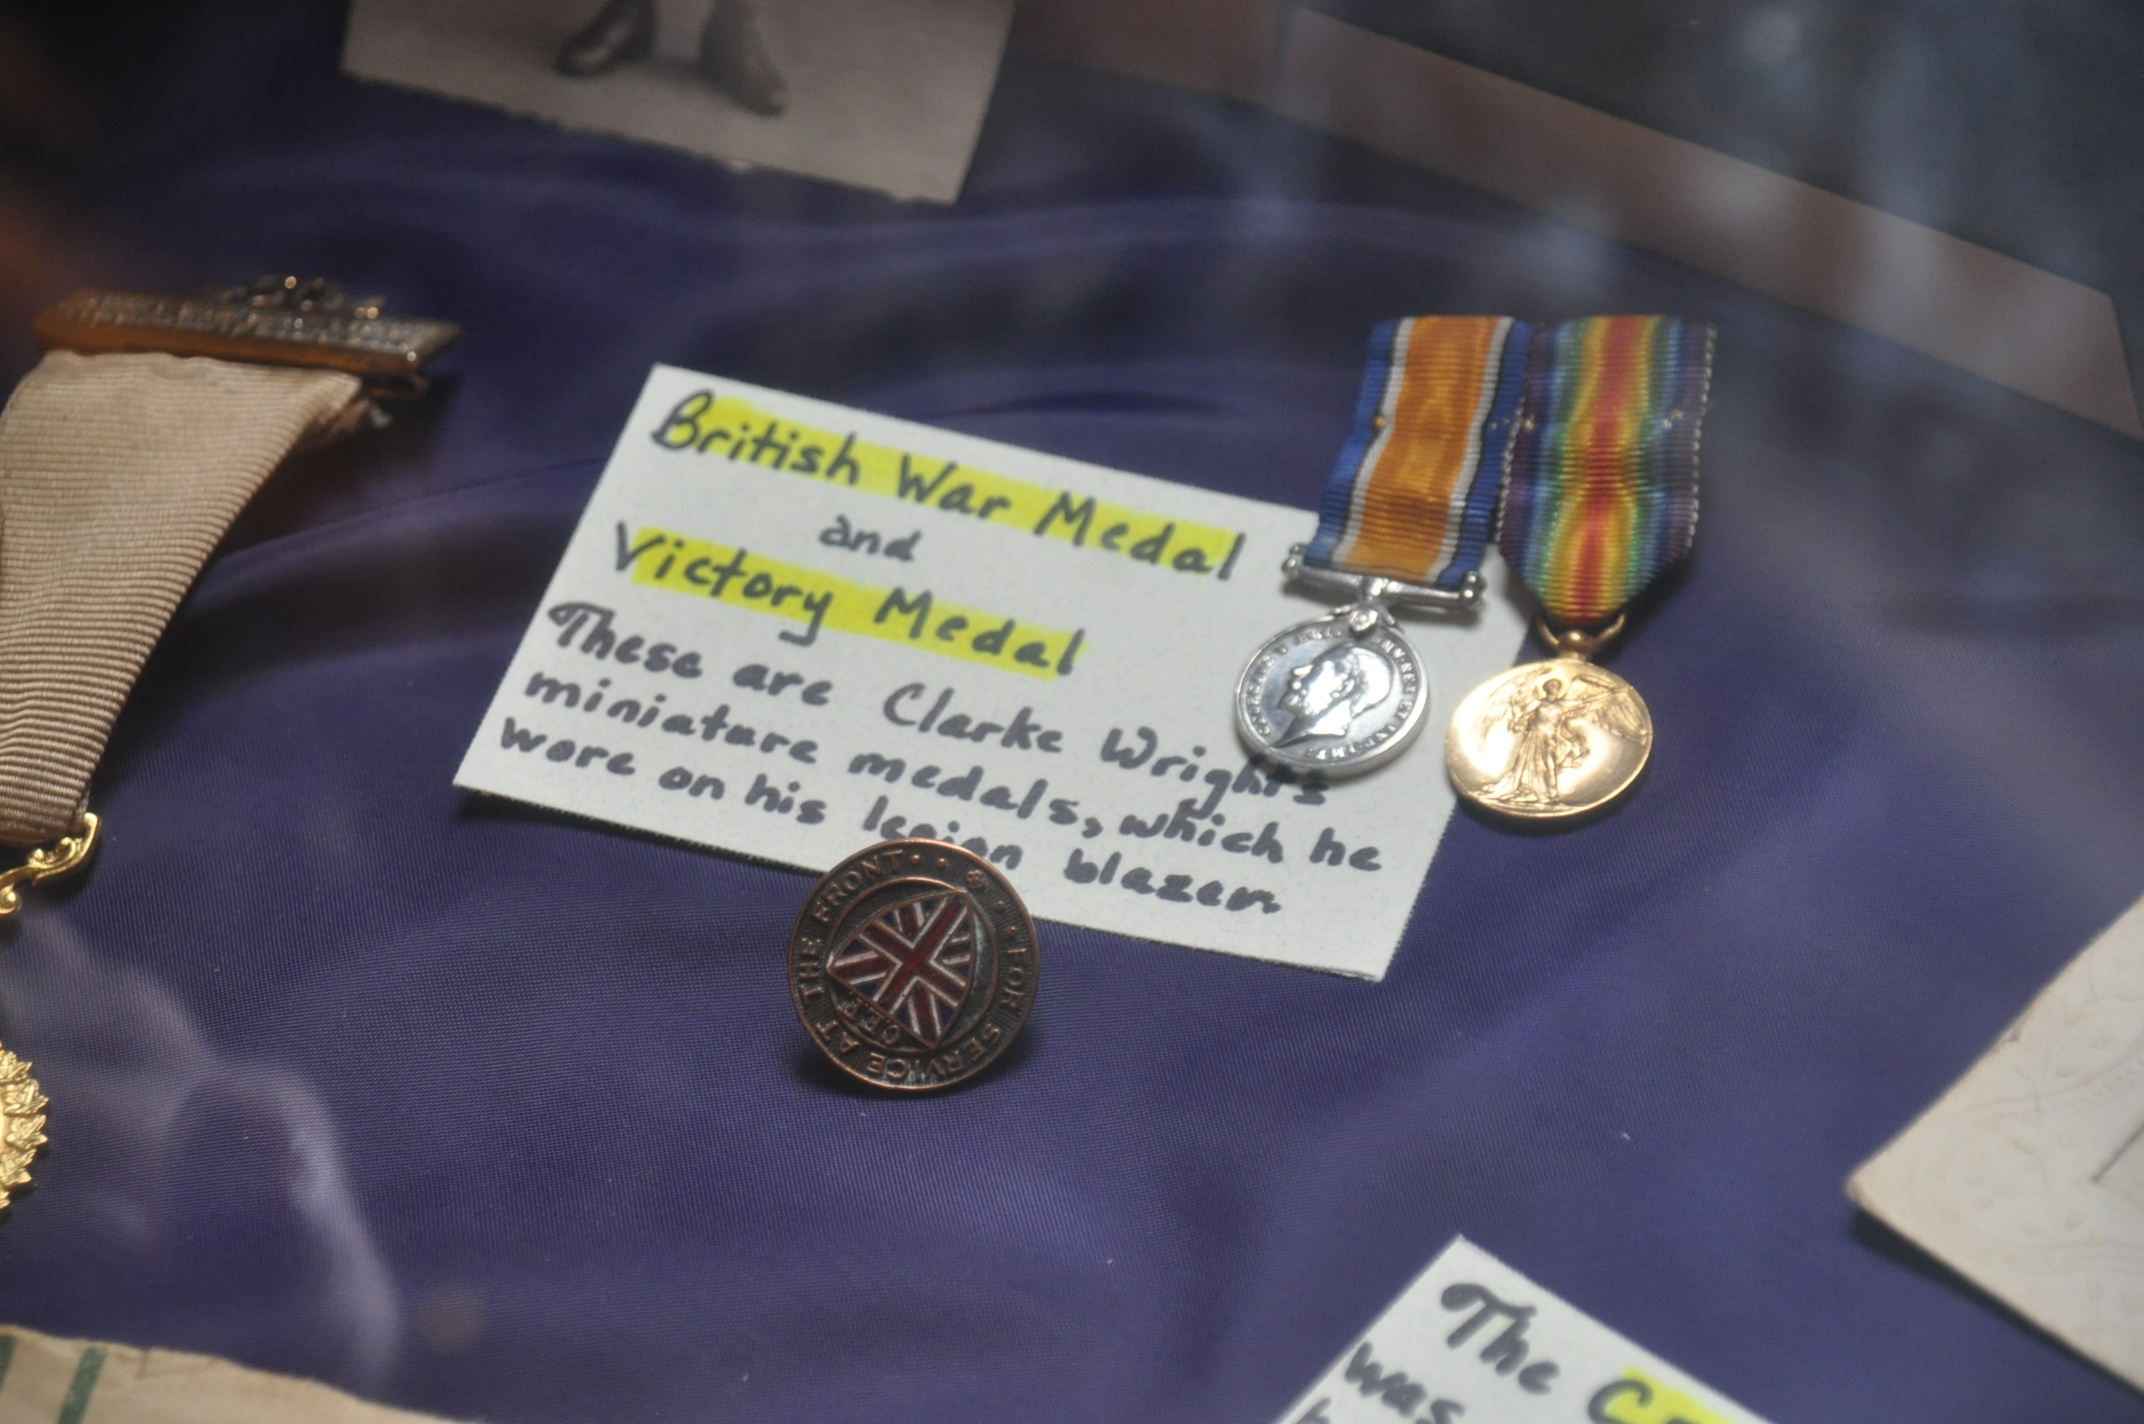 British War Medal
and
Victory Medal
These are Clarke Wright's
miniature medals, which he
wore on his legion blazer.
FOR SERVICE AT THE FRONT
C.E.F.
The
was